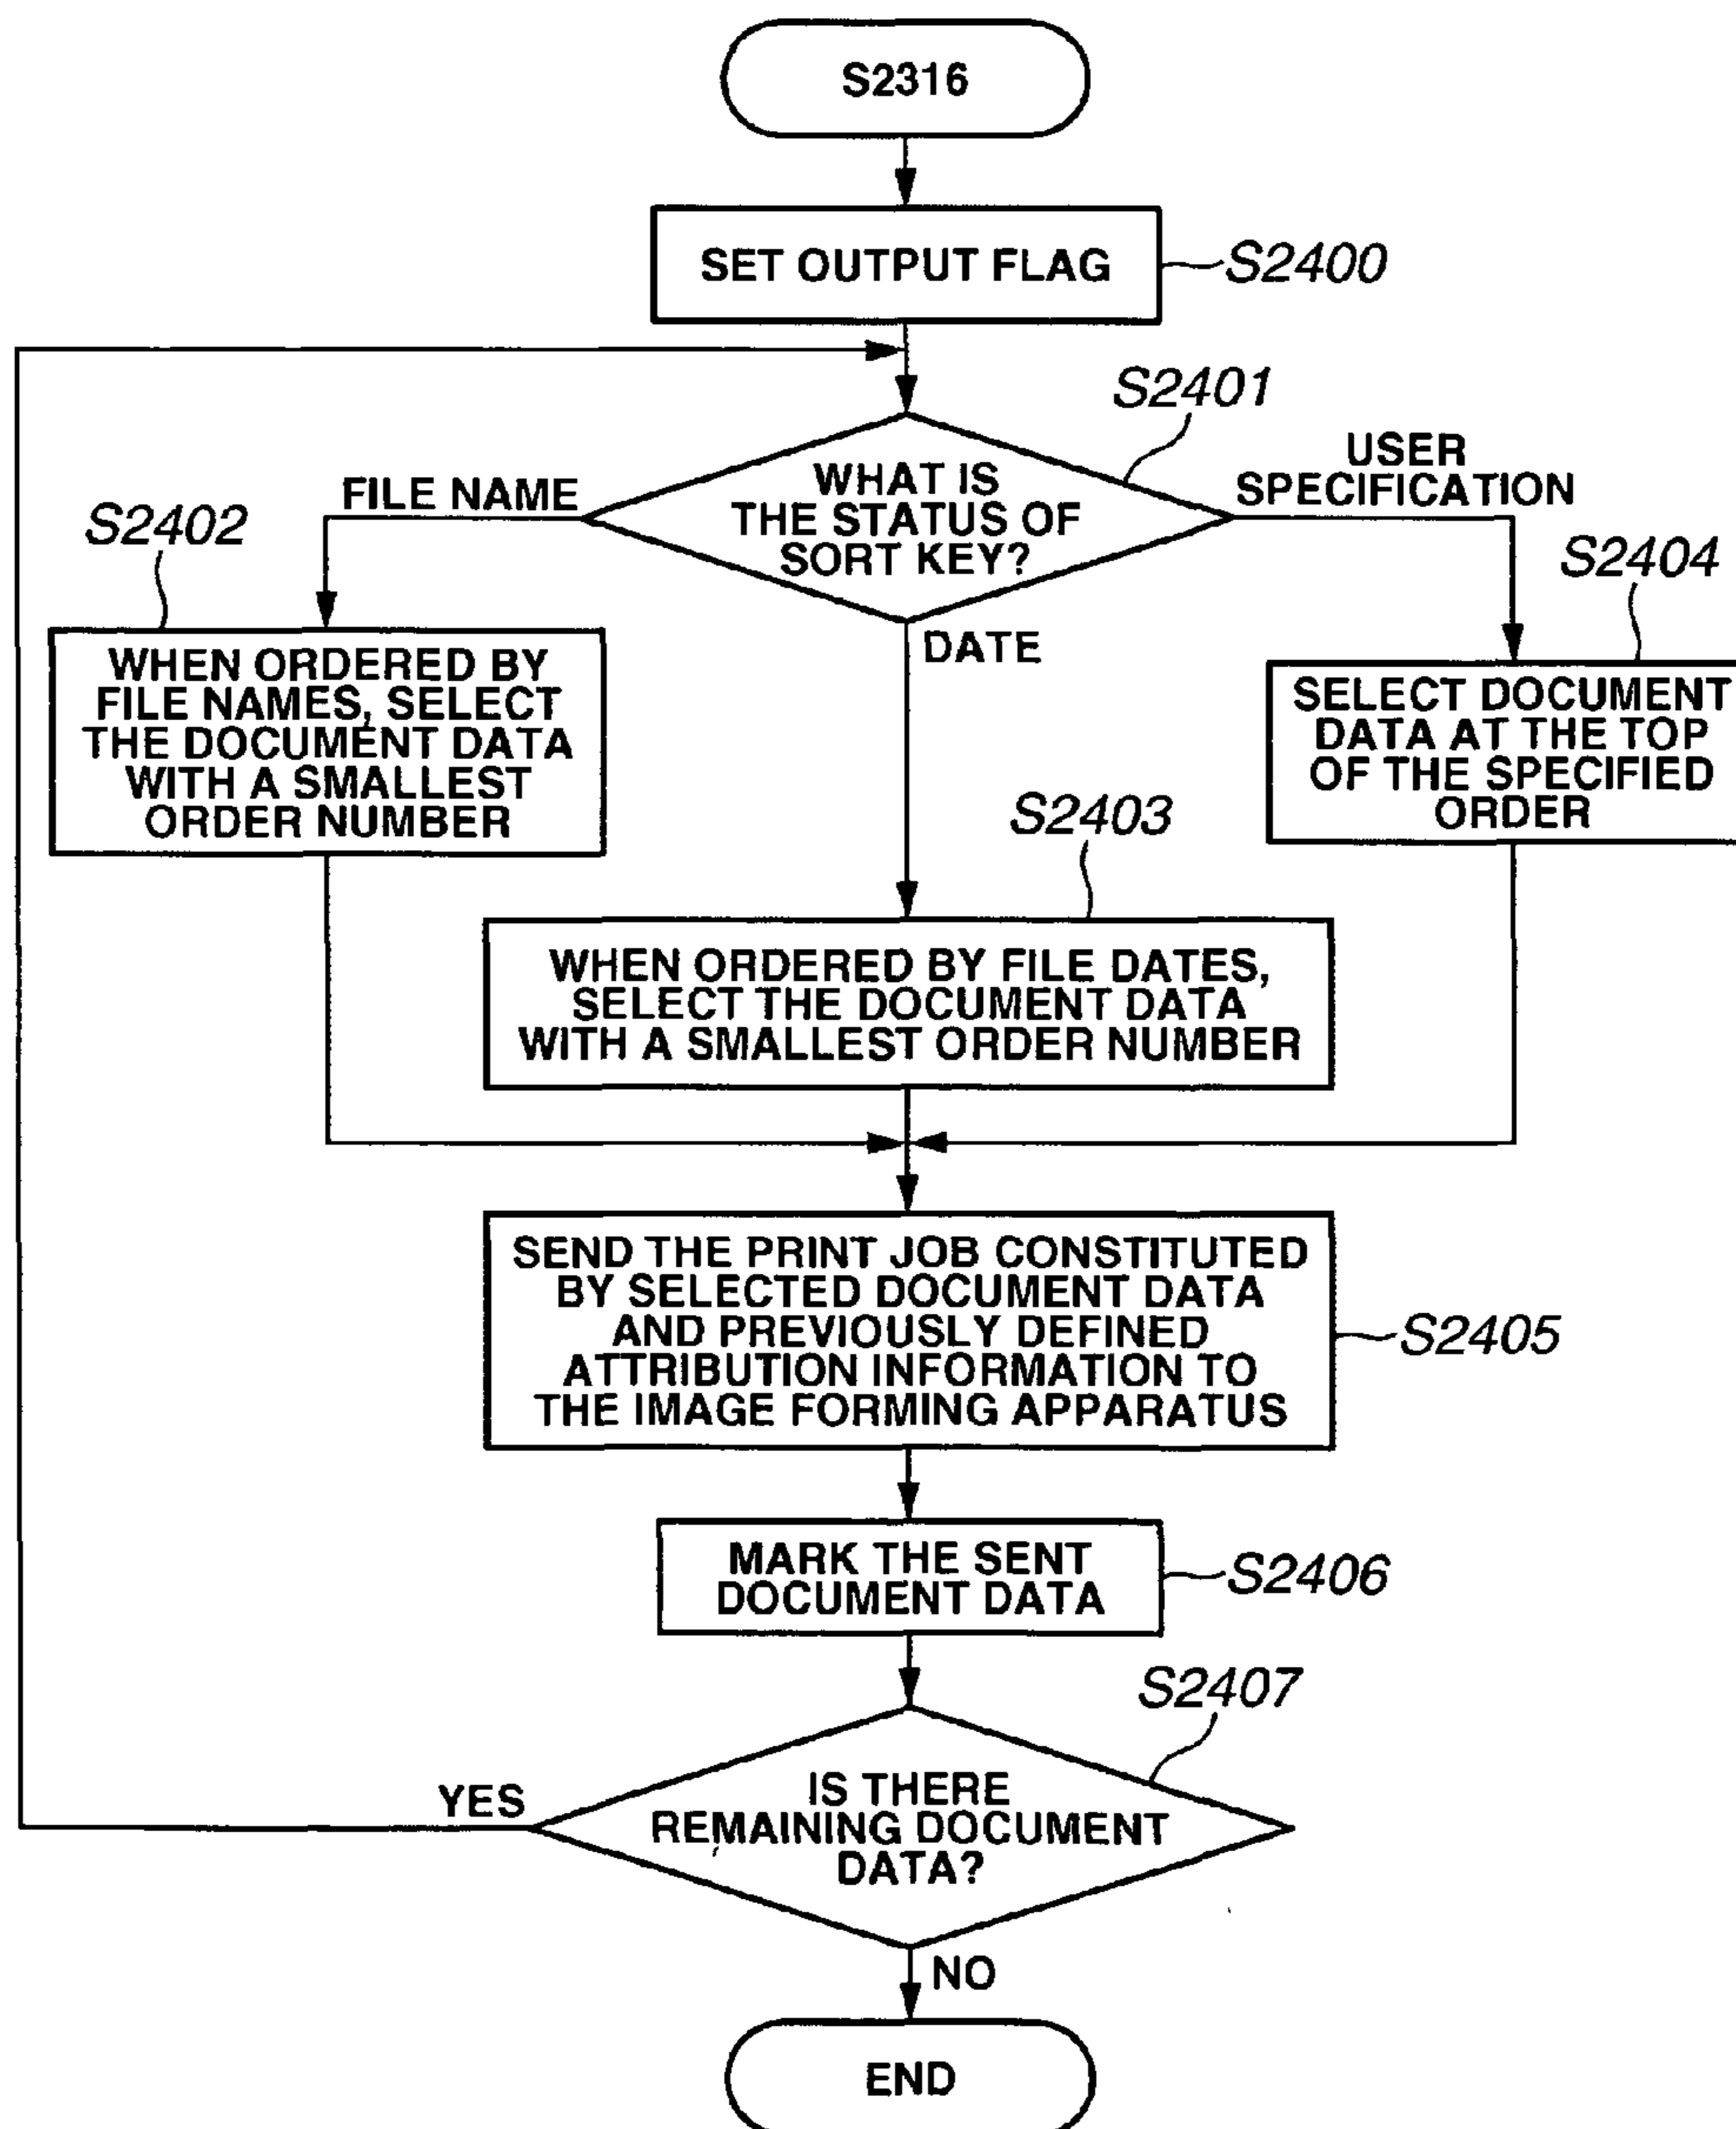 S2316
SET OUTPUT FLAG
S2400
S2401
WHAT IS
THE STATUS OF
SORT KEY?
FILE NAME
USER
SPECIFICATION
DATE
S2402
WHEN ORDERED BY
FILE NAMES, SELECT
THE DOCUMENT DATA
WITH A SMALLEST
ORDER NUMBER
S2404
SELECT DOCUMENT
DATA AT THE TOP
OF THE SPECIFIED
ORDER
S2403
WHEN ORDERED BY FILE DATES,
SELECT THE DOCUMENT DATA
WITH A SMALLEST ORDER NUMBER
SEND THE PRINT JOB CONSTITUTED
BY SELECTED DOCUMENT DATA
AND PREVIOUSLY DEFINED
ATTRIBUTION INFORMATION TO
THE IMAGE FORMING APPARATUS
S2405
MARK THE SENT
DOCUMENT DATA
S2406
S2407
IS THERE
REMAINING DOCUMENT
DATA?
YES
NO
END